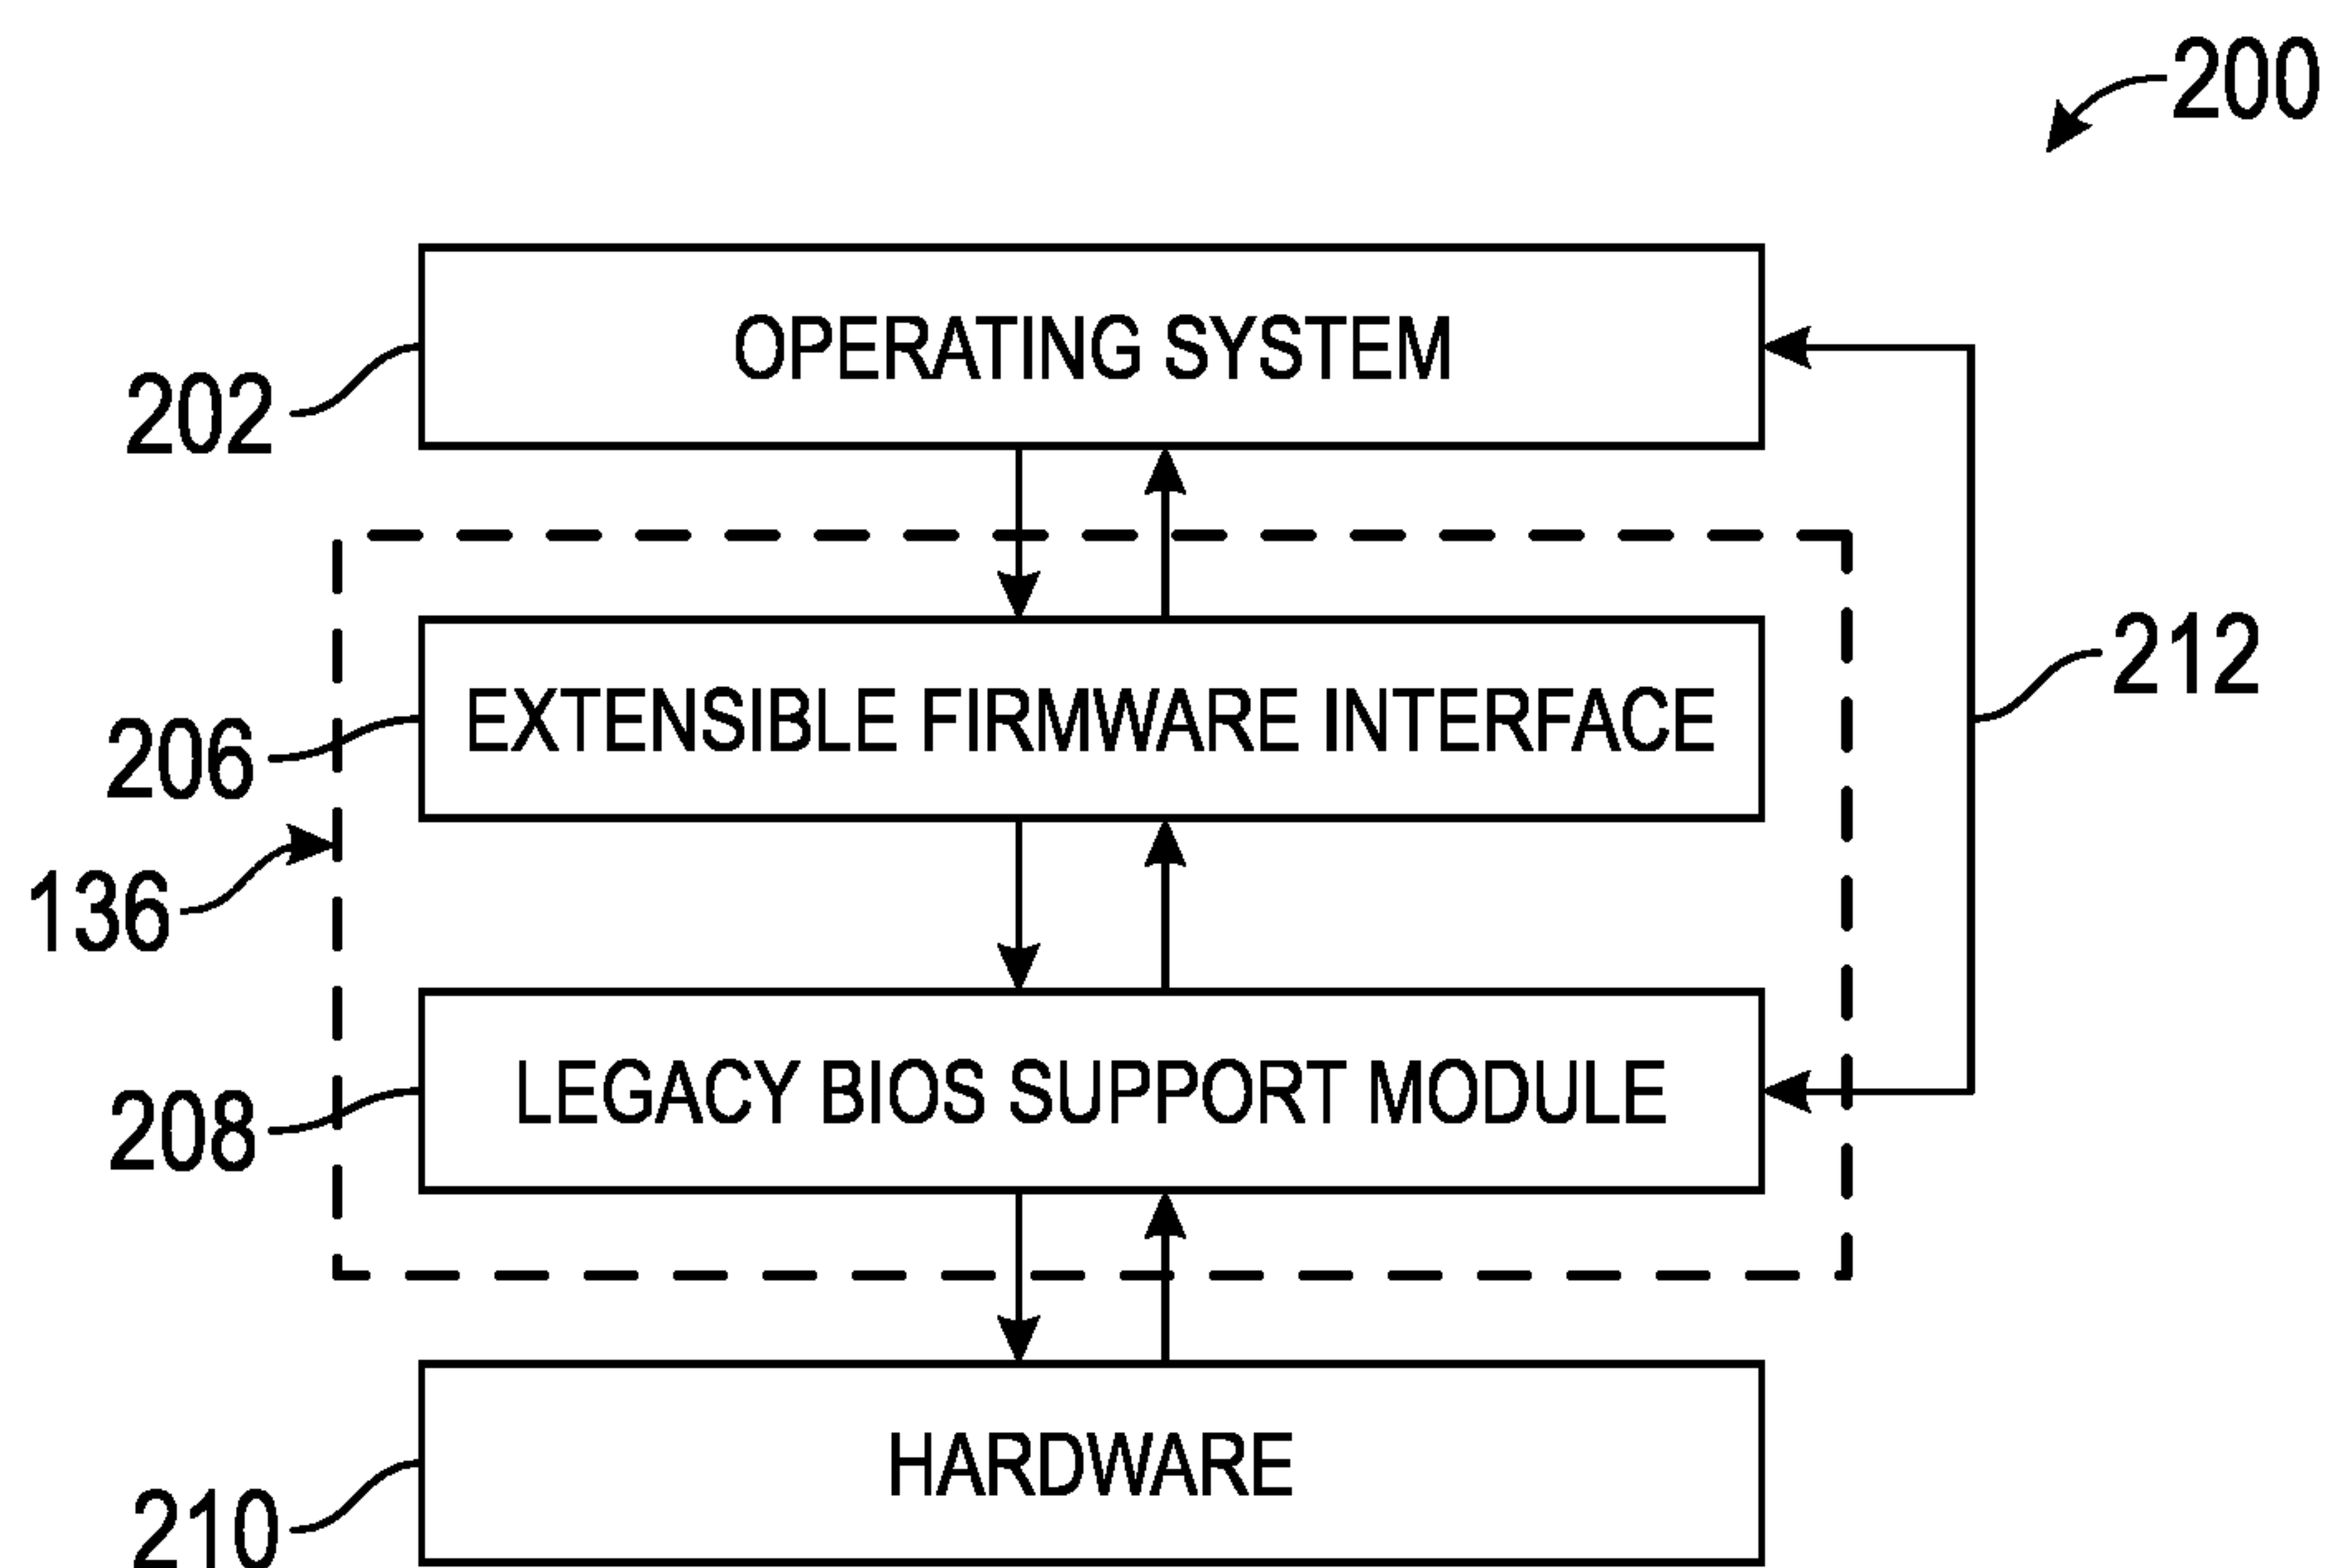 200
OPERATING SYSTEM
202
EXTENSIBLE FIRMWARE INTERFACE
212
206
136
LEGACY BIOS SUPPORT MODULE
208
HARDWARE
210